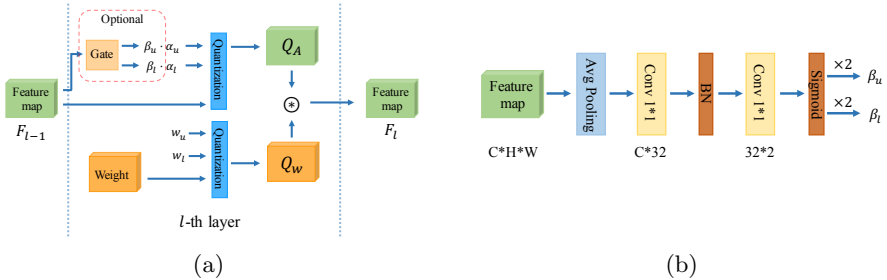 Optional
Gate
β_u · α_u
β_l · α_l
Quantization
Q_A
Feature map
F_{l−1}
*
Feature map
F_l
w_u
w_l
Quantization
Q_w
Weight
l-th layer
(a)
Feature map
C*H*W
Avg Pooling
Conv 1*1
C*32
BN
Conv 1*1
32*2
Sigmoid
×2
β_u
×2
β_l
(b)